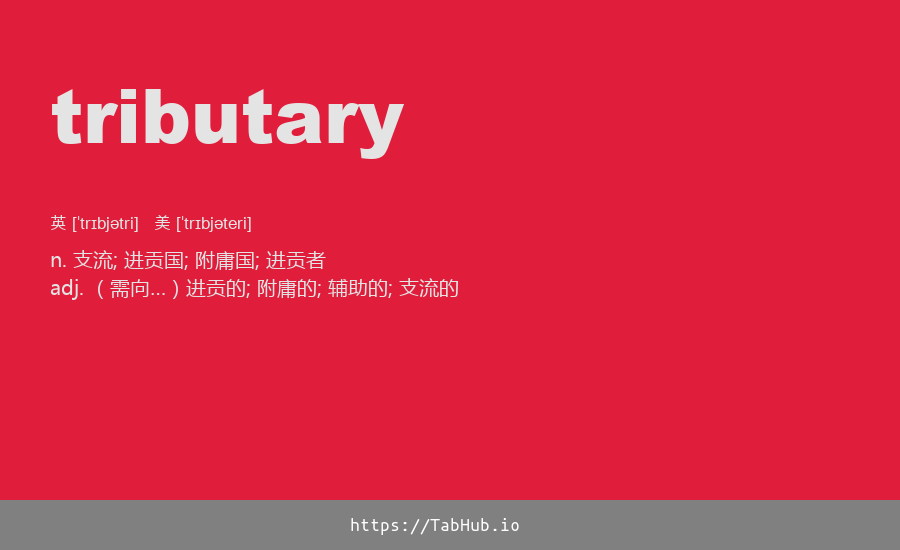 tributary
英 [ˈtrɪbjətri] 美 [ˈtrɪbjəteri]
n. 支流; 进贡国; 附庸国; 进贡者
adj. （需向…）进贡的; 附庸的; 辅助的; 支流的
https://TabHub.io